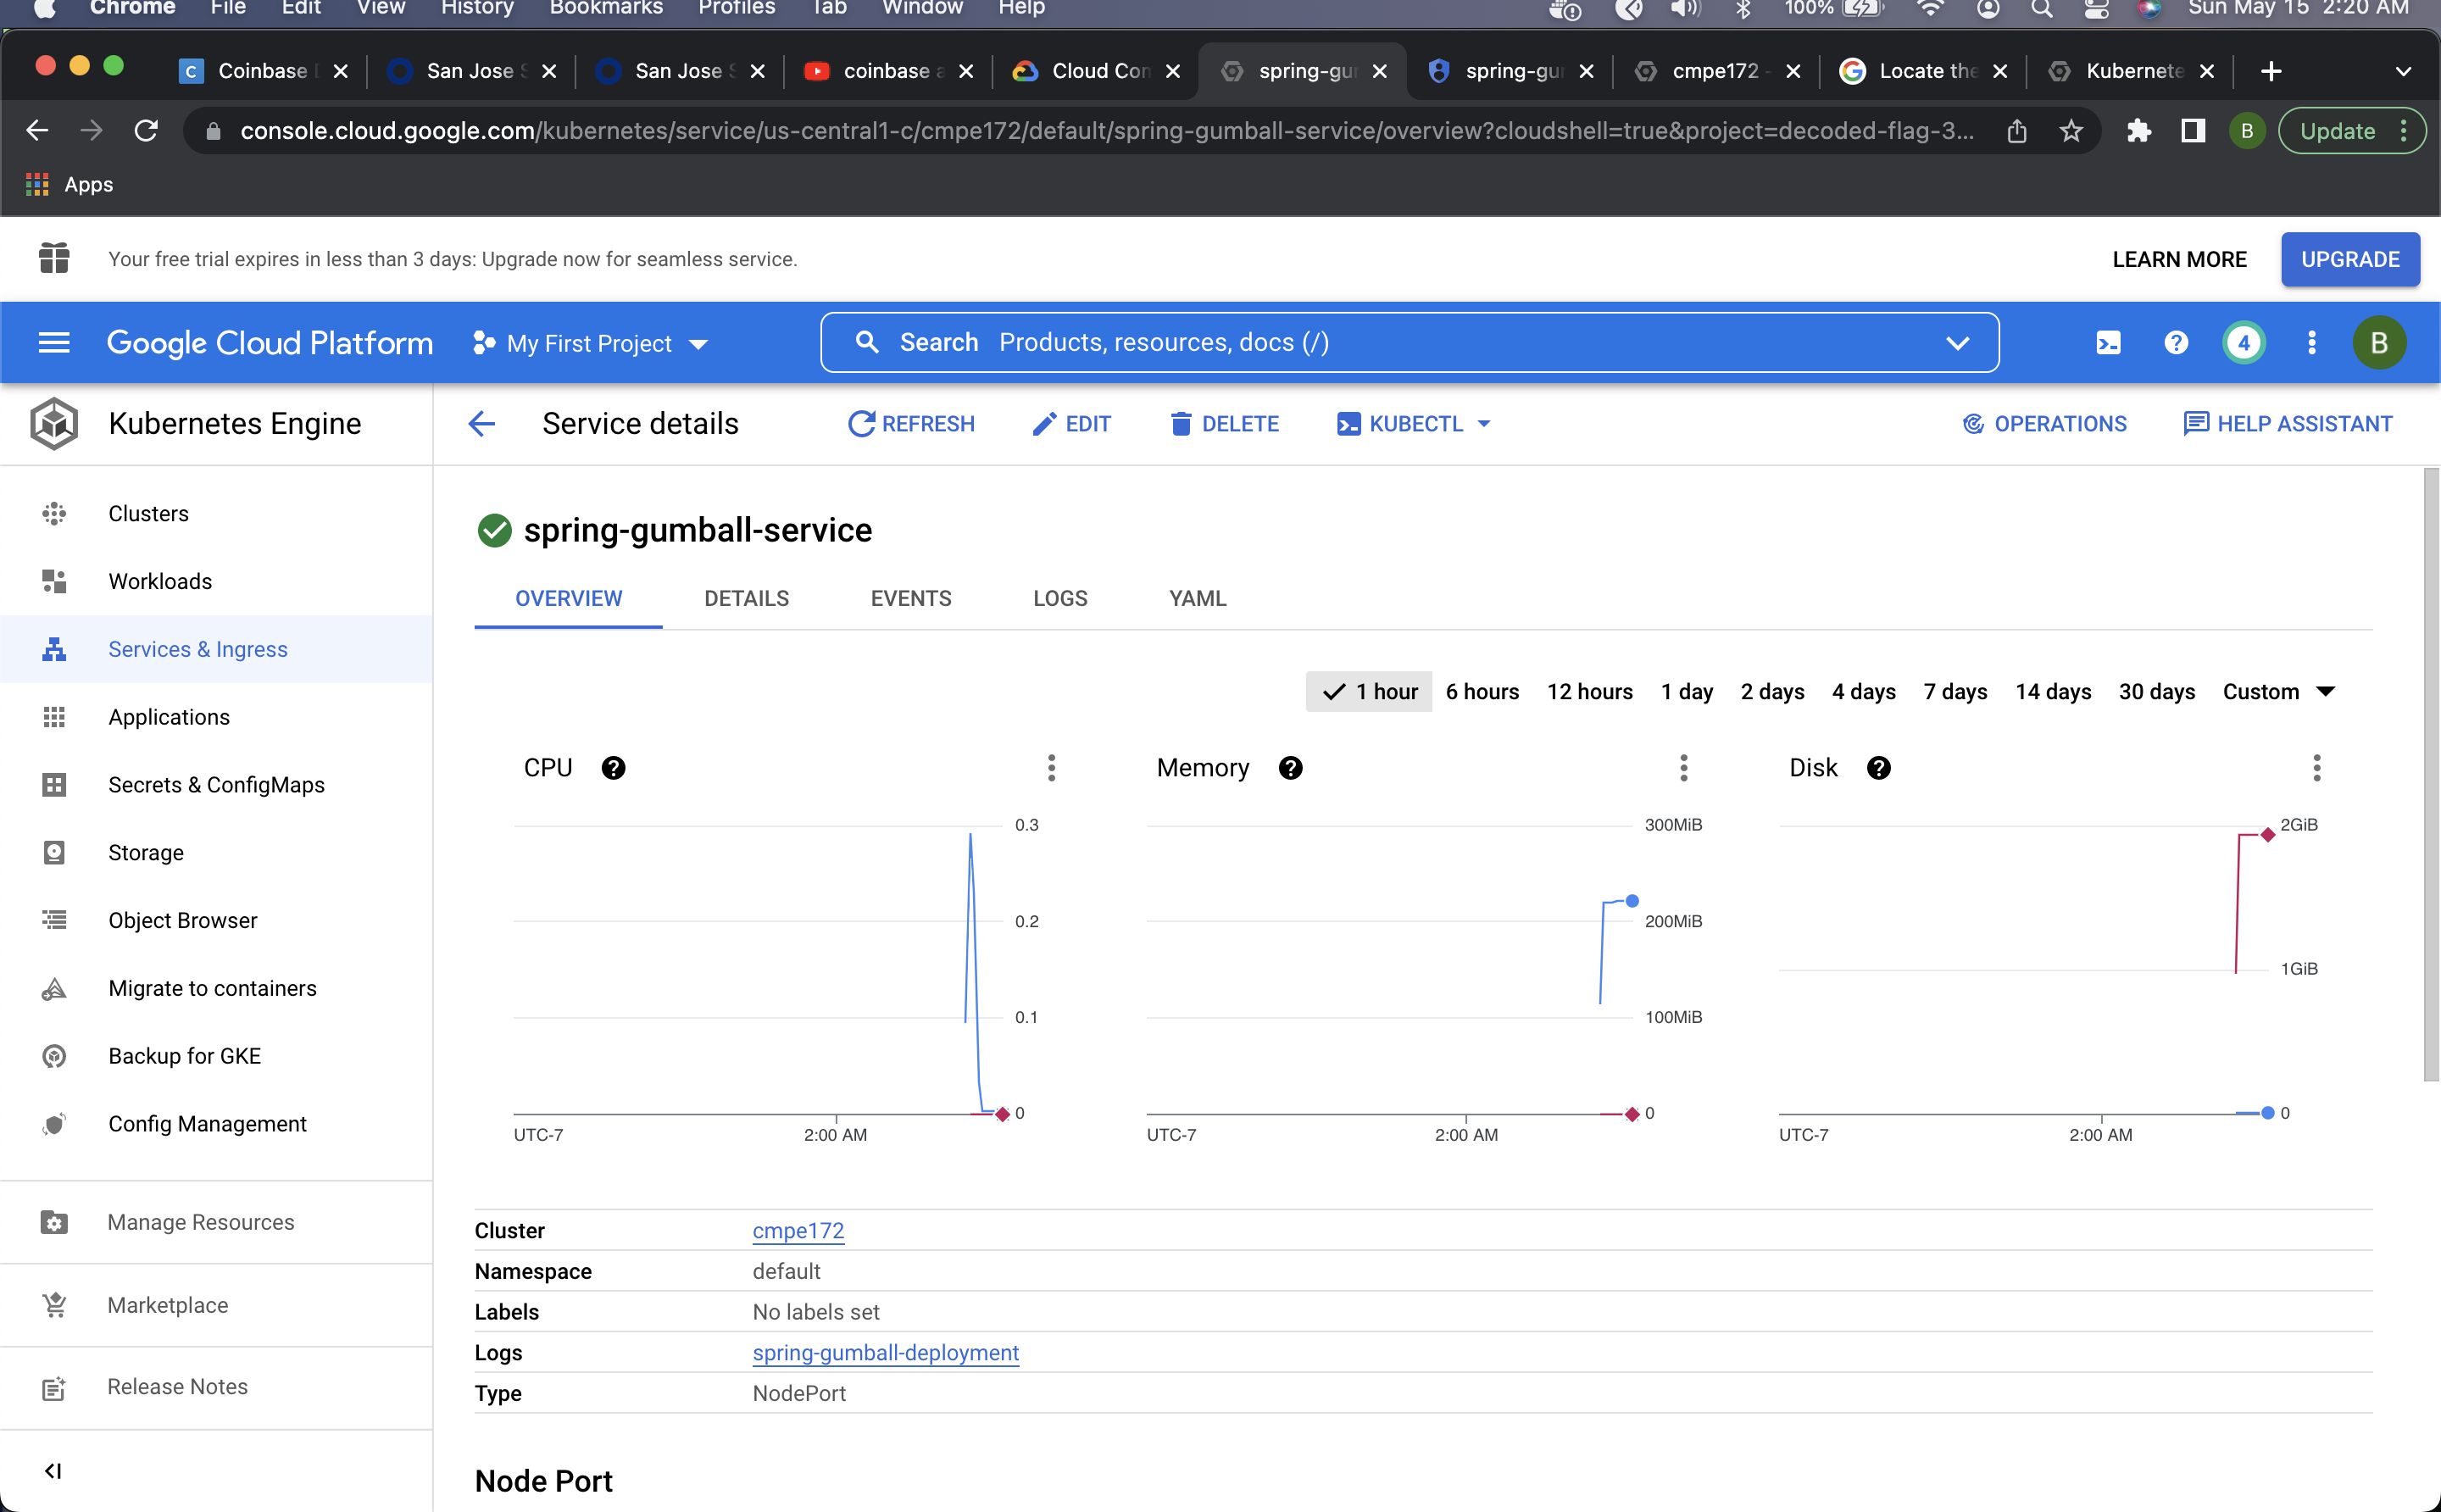 Chrome File Edit View History Bookmarks Profiles Tab Window Help 100% Sun May 15 2:20 AM
Coinbase San Jose San Jose coinbase Cloud Con spring-gu spring-gu cmpe172 - Locate the Kubernete
console.cloud.google.com/kubernetes/service/us-central1-c/cmpe172/default/spring-gumball-service/overview?cloudshell=true&project=decoded-flag-3... B Update
Apps
Your free trial expires in less than 3 days: Upgrade now for seamless service. LEARN MORE UPGRADE
Google Cloud Platform My First Project Search Products, resources, docs (/) 4 B
Kubernetes Engine
Service details REFRESH EDIT DELETE KUBECTL OPERATIONS HELP ASSISTANT
Clusters
Workloads
Services & Ingress
Applications
Secrets & ConfigMaps
Storage
Object Browser
Migrate to containers
Backup for GKE
Config Management
Manage Resources
Marketplace
Release Notes
spring-gumball-service
OVERVIEW DETAILS EVENTS LOGS YAML
1 hour 6 hours 12 hours 1 day 2 days 4 days 7 days 14 days 30 days Custom
CPU
0.3
0.2
0.1
0
UTC-7 2:00 AM
Memory
300MiB
200MiB
100MiB
0
UTC-7 2:00 AM
Disk
2GiB
1GiB
0
UTC-7 2:00 AM
Cluster cmpe172
Namespace default
Labels No labels set
Logs spring-gumball-deployment
Type NodePort
Node Port